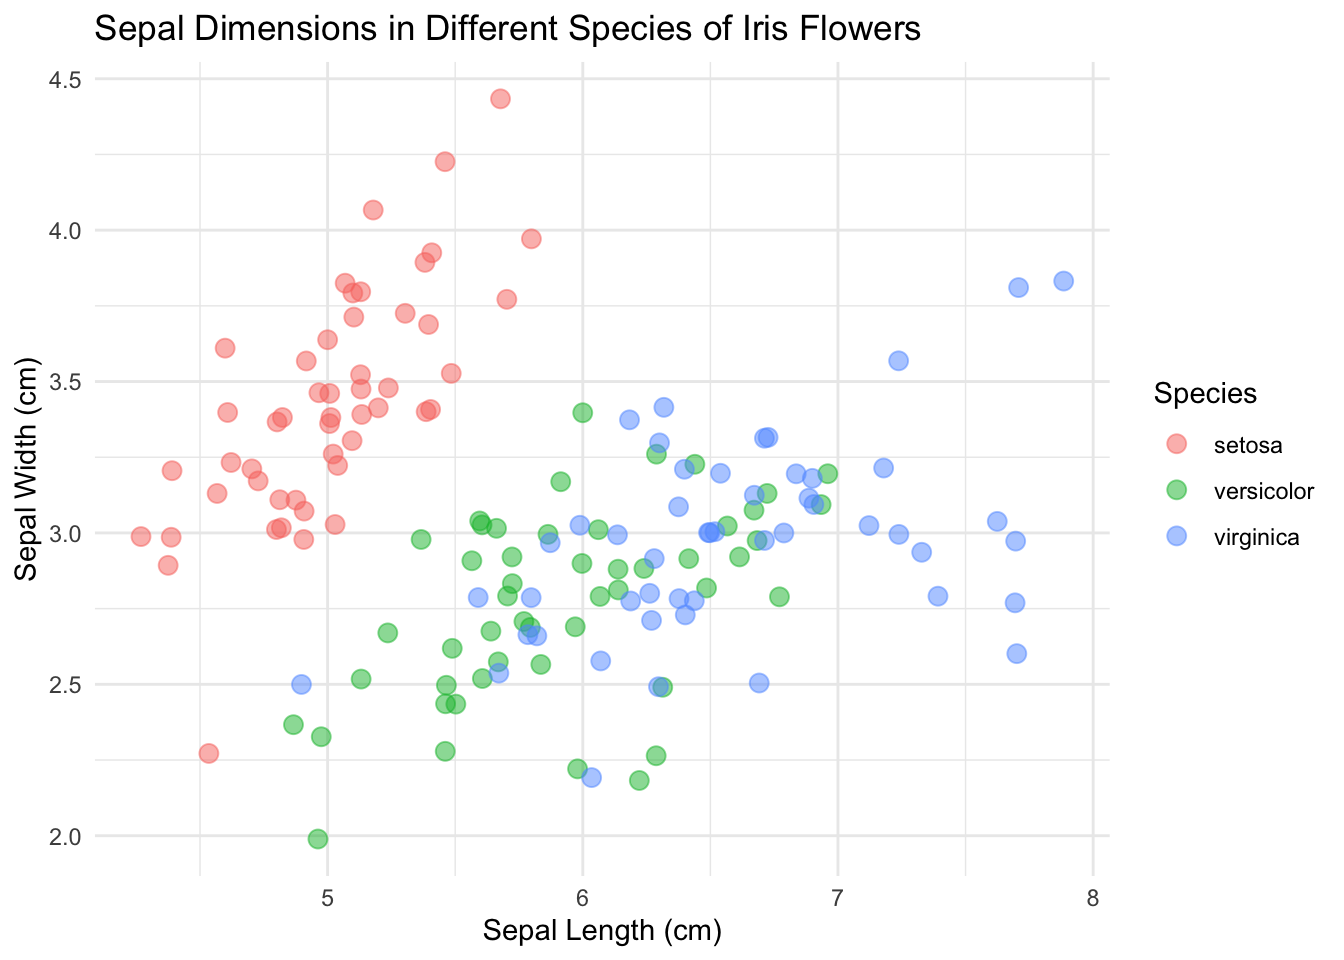 Sepal Dimensions in Different Species of Iris Flowers
4.5
4.0
3.5
3.0
2.5
2.0
Sepal Width (cm)
5 6 7 8
Sepal Length (cm)
Species
setosa
versicolor
virginica